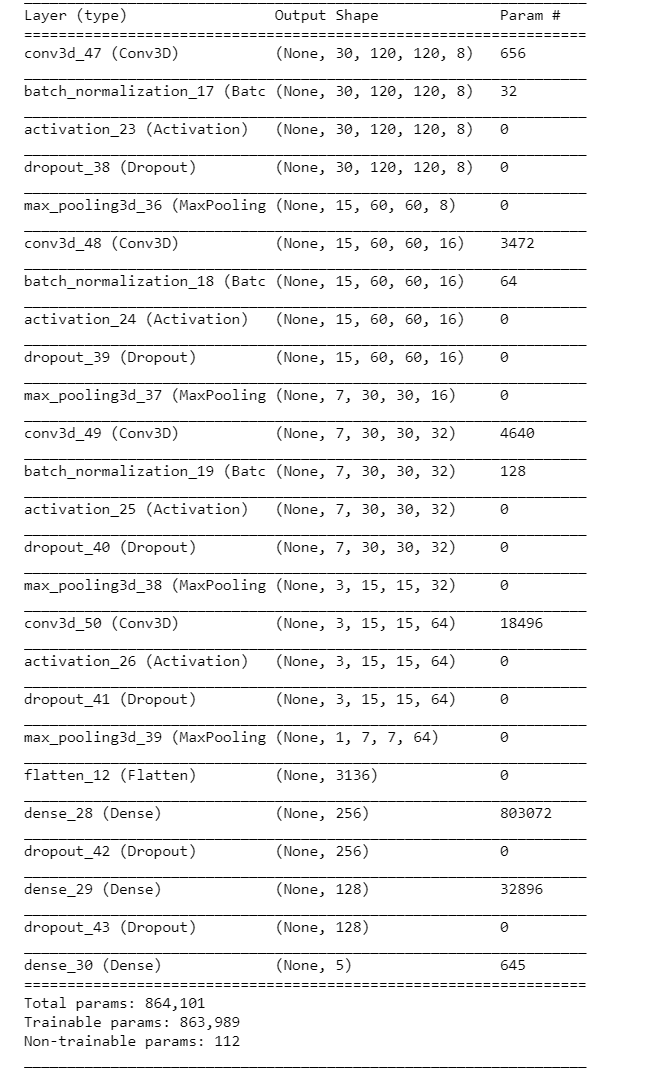 Layer (type) Output Shape Param #
=================================================================
conv3d_47 (Conv3D) (None, 30, 120, 120, 8) 656
batch_normalization_17 (Batc (None, 30, 120, 120, 8) 32
activation_23 (Activation) (None, 30, 120, 120, 8) 0
dropout_38 (Dropout) (None, 30, 120, 120, 8) 0
max_pooling3d_36 (MaxPooling (None, 15, 60, 60, 8) 0
conv3d_48 (Conv3D) (None, 15, 60, 60, 16) 3472
batch_normalization_18 (Batc (None, 15, 60, 60, 16) 64
activation_24 (Activation) (None, 15, 60, 60, 16) 0
dropout_39 (Dropout) (None, 15, 60, 60, 16) 0
max_pooling3d_37 (MaxPooling (None, 7, 30, 30, 16) 0
conv3d_49 (Conv3D) (None, 7, 30, 30, 32) 4640
batch_normalization_19 (Batc (None, 7, 30, 30, 32) 128
activation_25 (Activation) (None, 7, 30, 30, 32) 0
dropout_40 (Dropout) (None, 7, 30, 30, 32) 0
max_pooling3d_38 (MaxPooling (None, 3, 15, 15, 32) 0
conv3d_50 (Conv3D) (None, 3, 15, 15, 64) 18496
activation_26 (Activation) (None, 3, 15, 15, 64) 0
dropout_41 (Dropout) (None, 3, 15, 15, 64) 0
max_pooling3d_39 (MaxPooling (None, 1, 7, 7, 64) 0
flatten_12 (Flatten) (None, 3136) 0
dense_28 (Dense) (None, 256) 803072
dropout_42 (Dropout) (None, 256) 0
dense_29 (Dense) (None, 128) 32896
dropout_43 (Dropout) (None, 128) 0
dense_30 (Dense) (None, 5) 645
=================================================================
Total params: 864,101
Trainable params: 863,989
Non-trainable params: 112